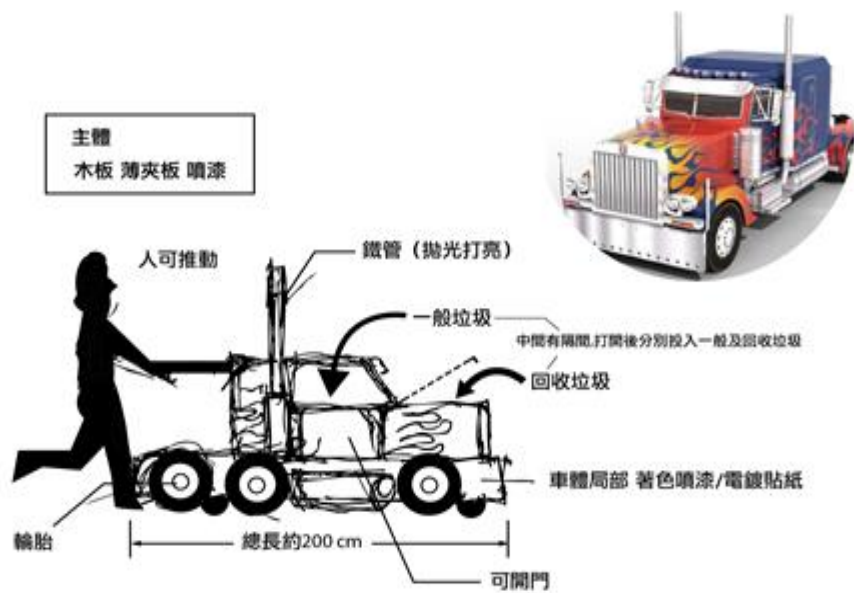 主體
木板 薄夾板 噴漆
人可推動
鐵管（拋光打亮）
一般垃圾
中間有隔間,打開後分別投入一般及回收垃圾
回收垃圾
車體局部 著色噴漆/電鍍貼紙
輪胎
總長約200 cm
可開門